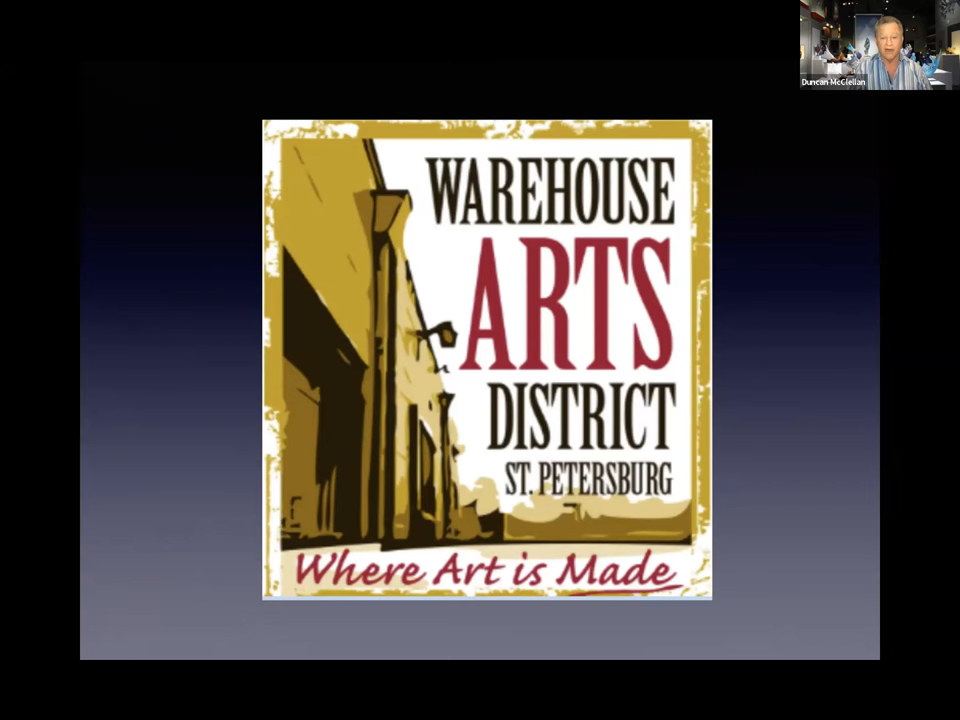 Duncan McClellan
WAREHOUSE
ARTS
DISTRICT
ST. PETERSBURG
Where Art is Made